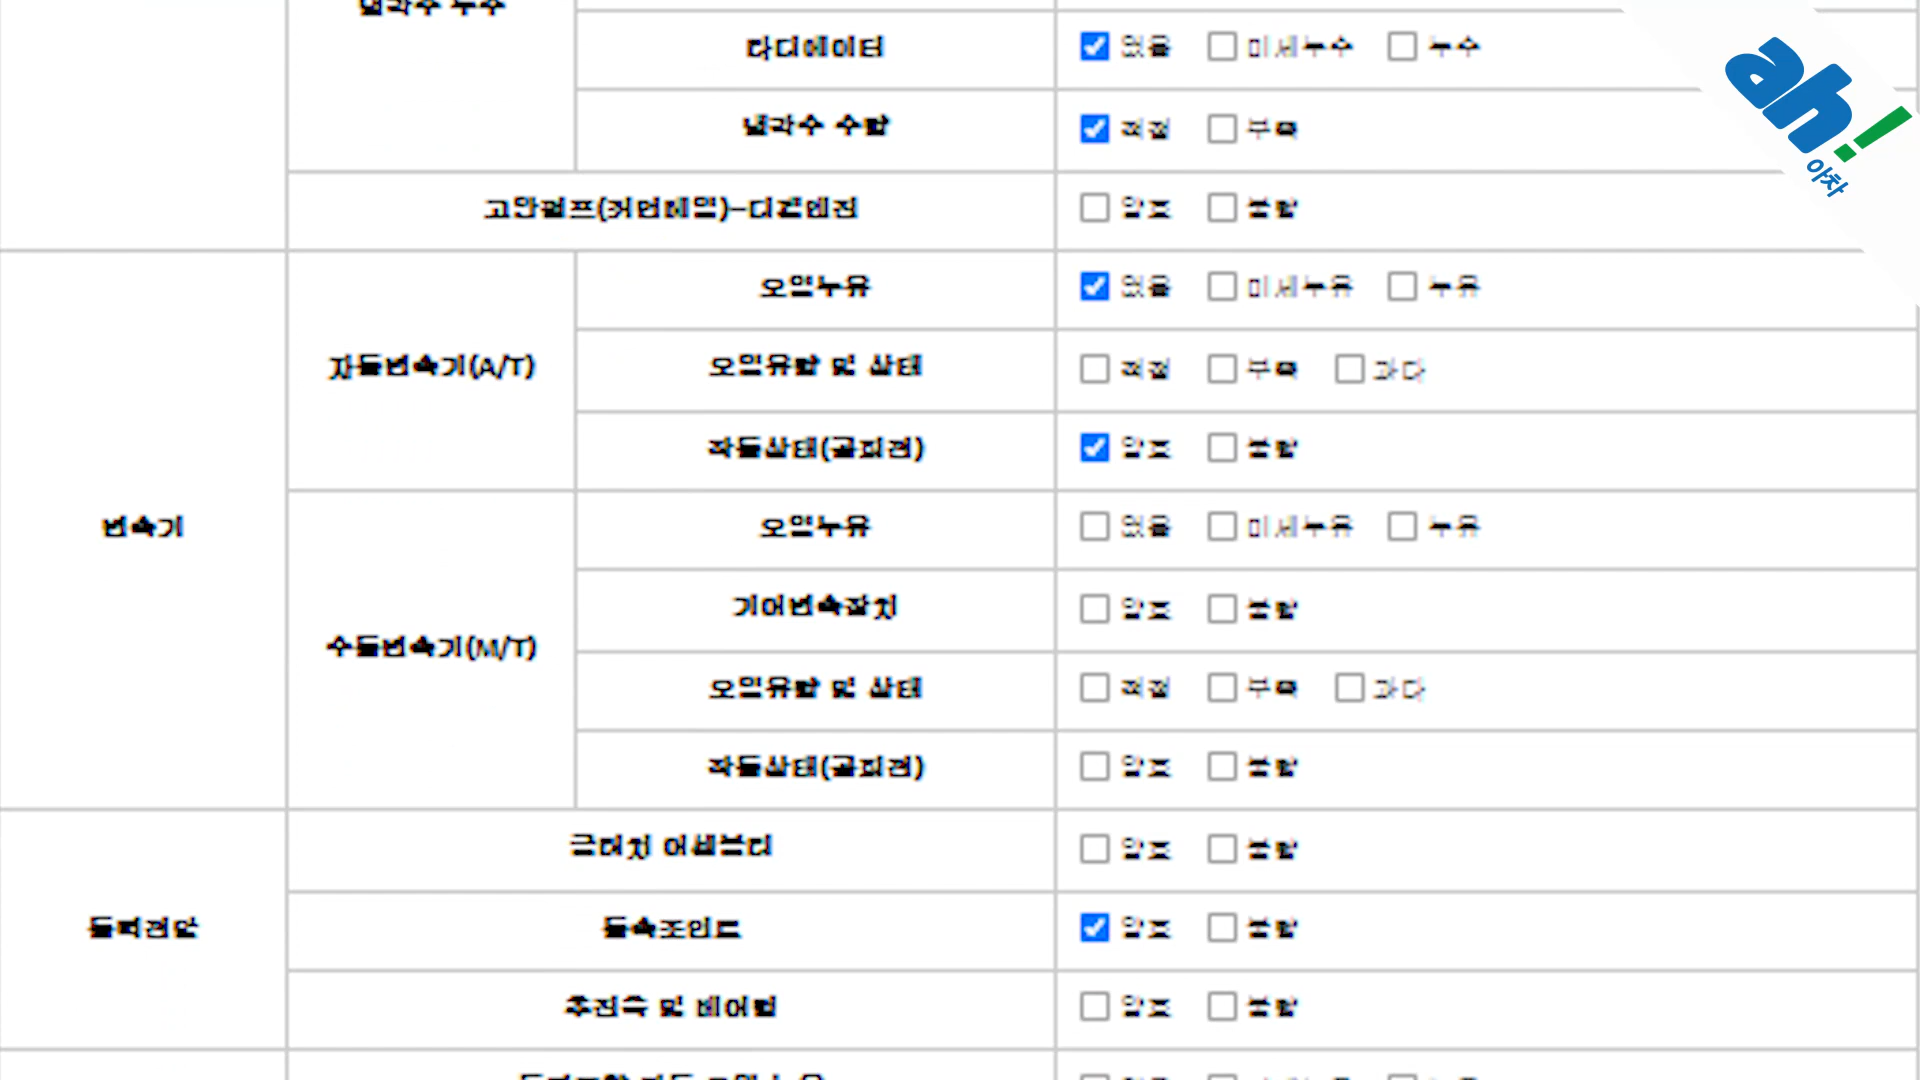 냉각수 누수
라디에이터 없음 미세누수 누수
냉각수 수량 적정 부족
고압펌프(커먼레일)-디젤엔진 양호 불량
변속기
자동변속기(A/T)
오일누유 없음 미세누유 누유
오일유량 및 상태 적정 부족 과다
작동상태(공회전) 양호 불량
수동변속기(M/T)
오일누유 없음 미세누유 누유
기어변속장치 양호 불량
오일유량 및 상태 적정 부족 과다
작동상태(공회전) 양호 불량
동력전달
클러치 어셈블리 양호 불량
등속조인트 양호 불량
추진축 및 베어링 양호 불량
ah!
아차